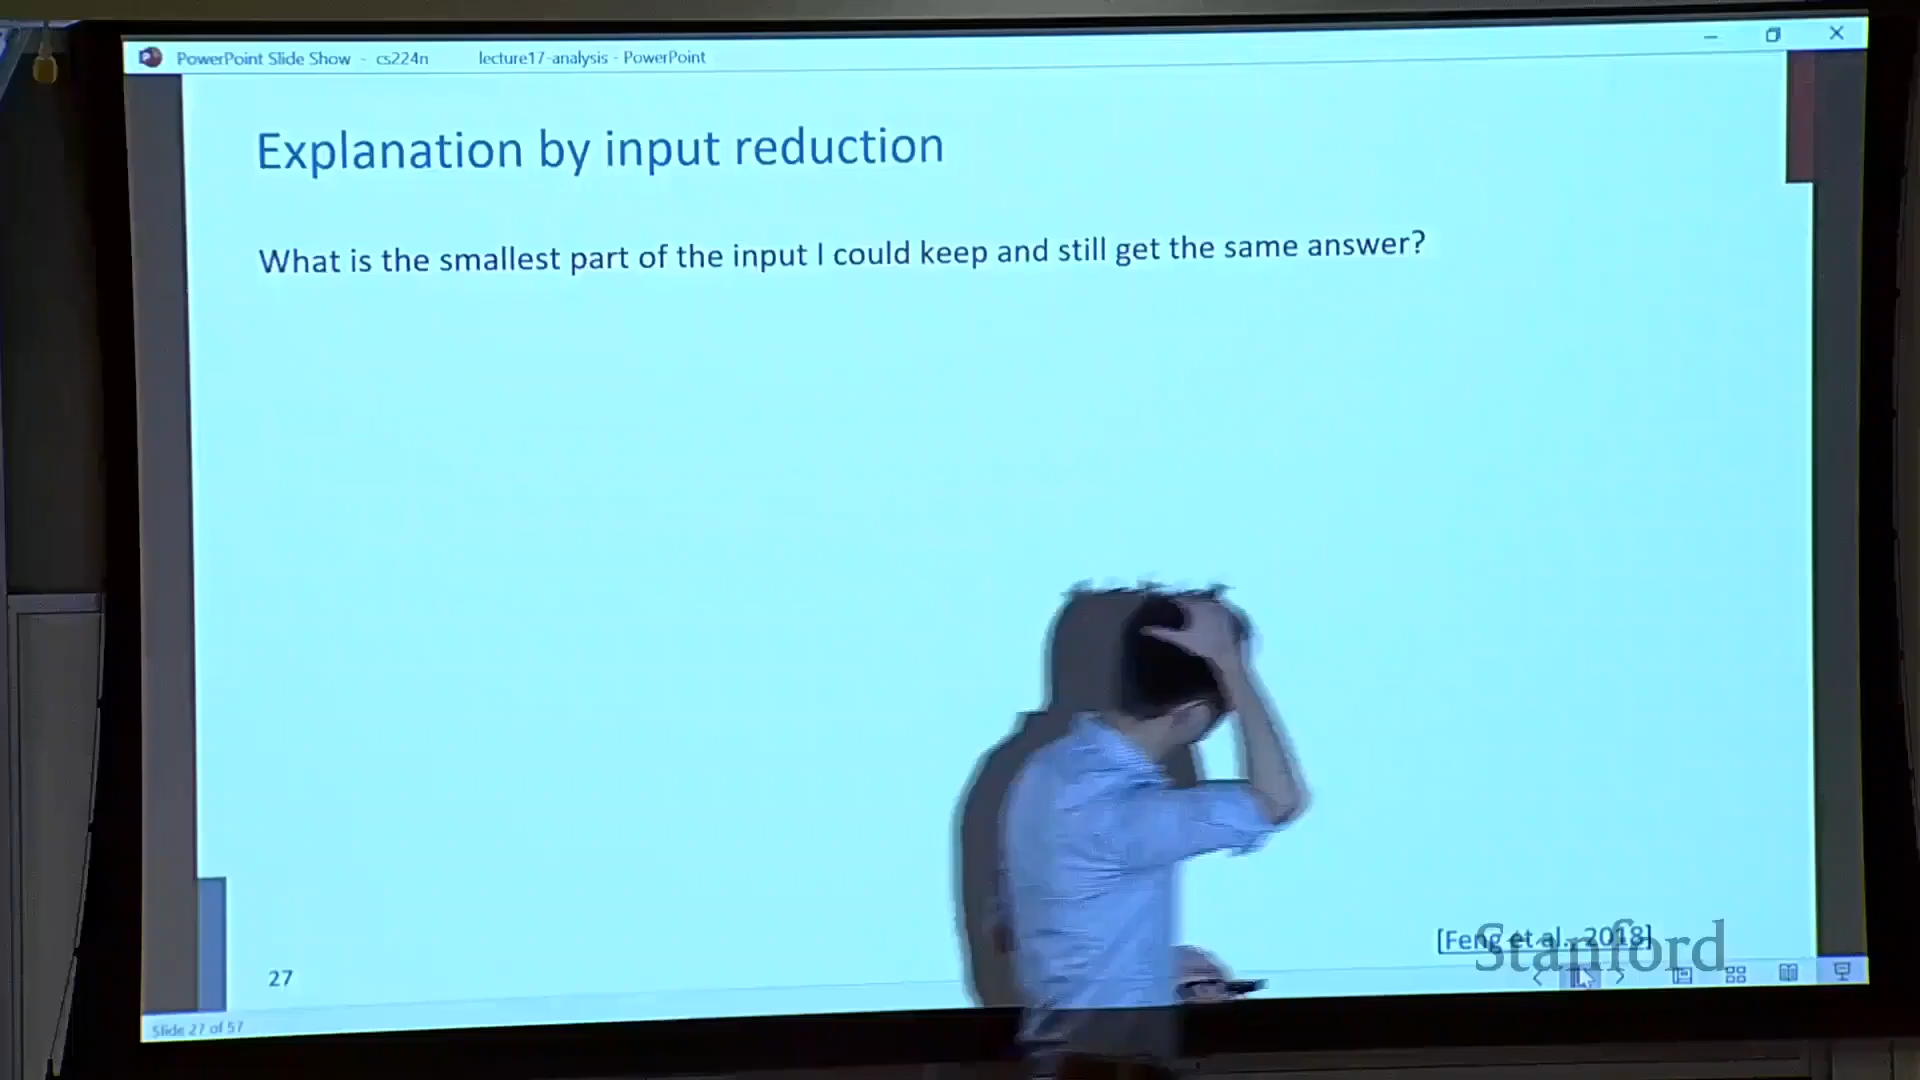 PowerPoint Slide Show - cs224n lecture17-analysis - PowerPoint
Explanation by input reduction
What is the smallest part of the input I could keep and still get the same answer?
[Feng et al., 2018]
Stanford
27
Slide 27 of 57